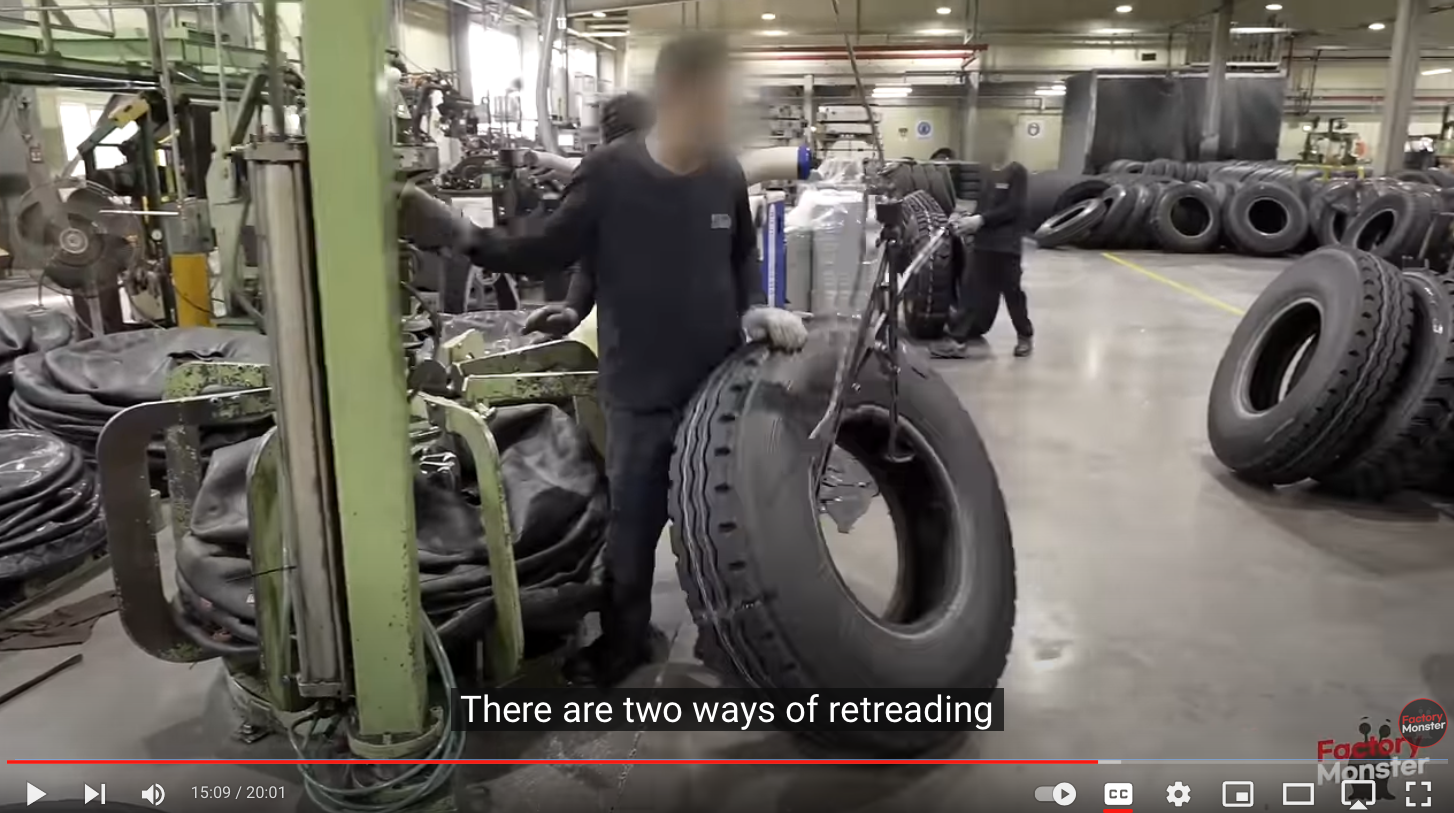 There are two ways of retreading
Factory
Monster
Factory
Monster
15:09 / 20:01
CC